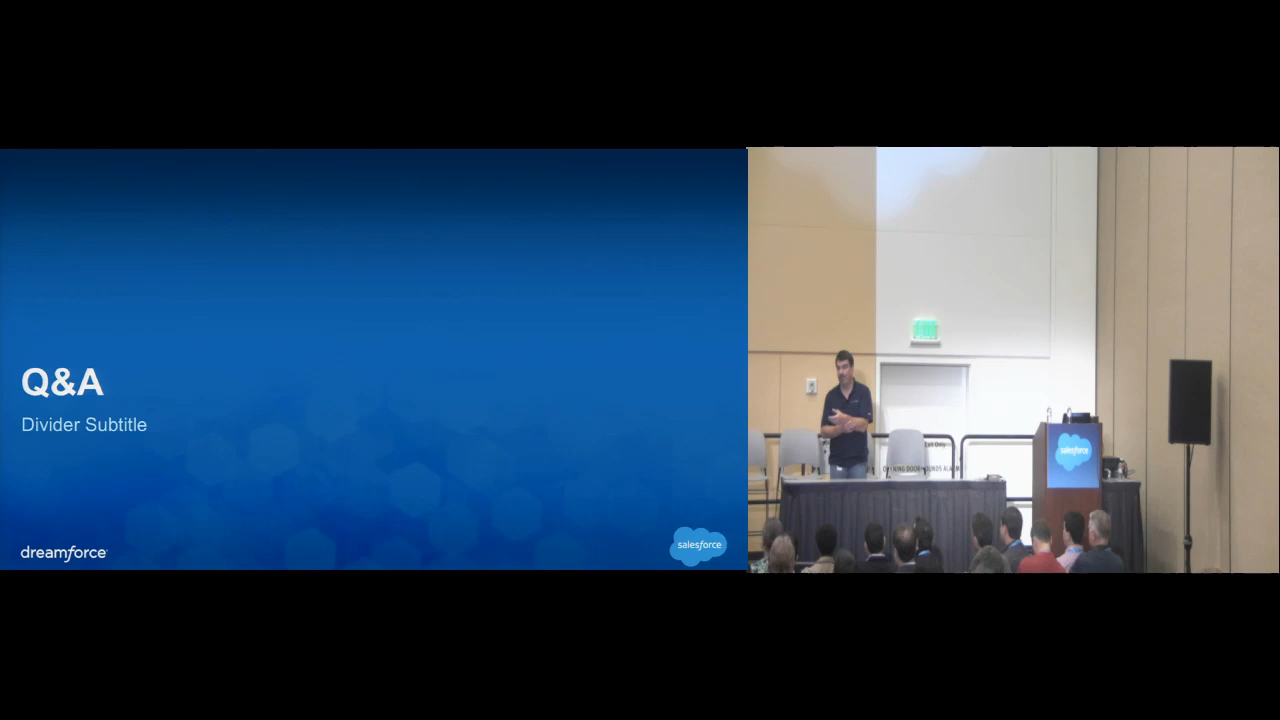 Q&A
Divider Subtitle
dreamforce
salesforce
salesforce